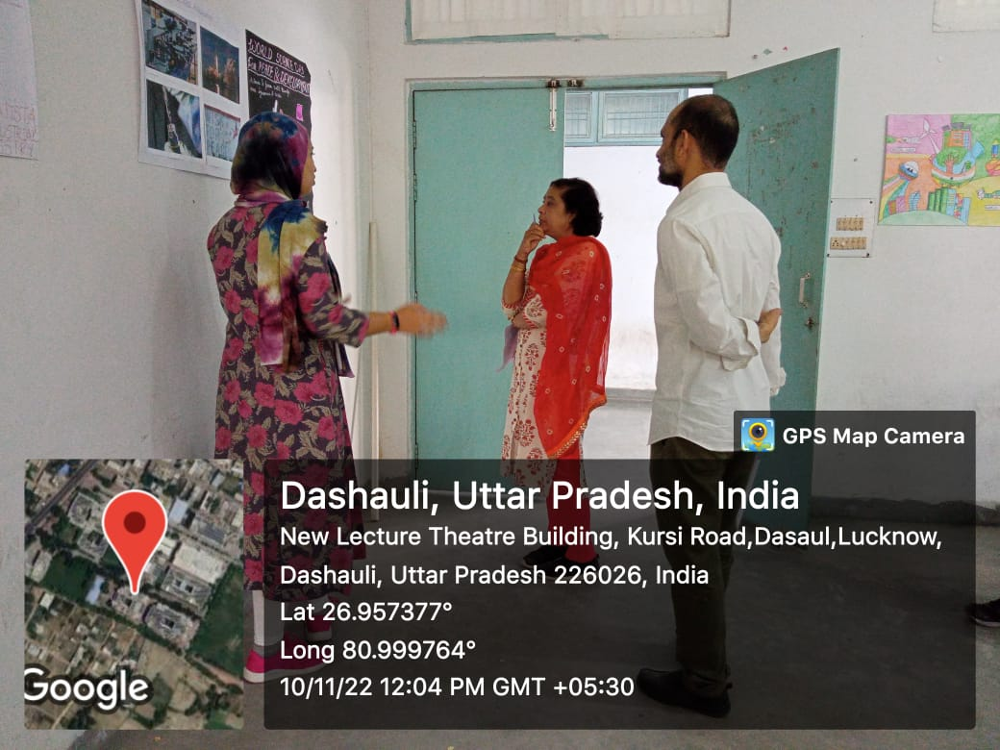 WORLD SCIENCE DAY
For PEACE & DEVELOPMENT
GPS Map Camera
Dashauli, Uttar Pradesh, India
New Lecture Theatre Building, Kursi Road,Dasaul,Lucknow,
Dashauli, Uttar Pradesh 226026, India
Lat 26.957377°
Long 80.999764°
10/11/22 12:04 PM GMT +05:30
Google